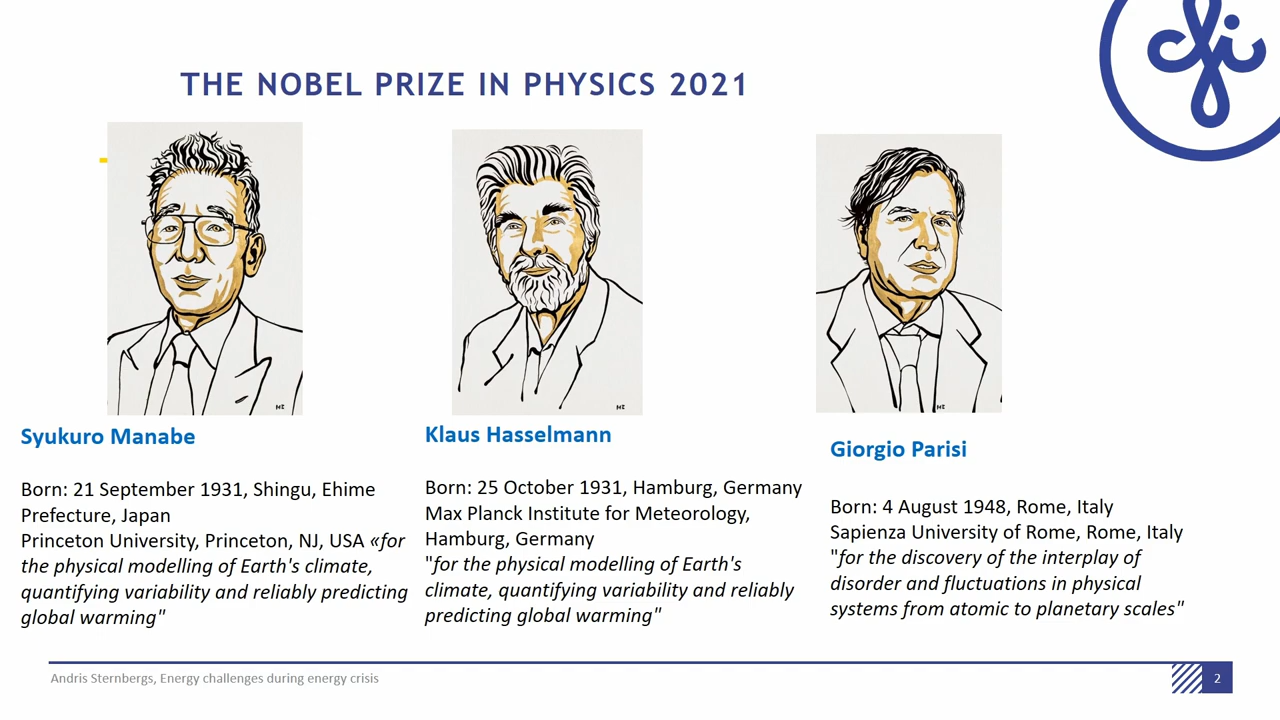 THE NOBEL PRIZE IN PHYSICS 2021
Syukuro Manabe
Born: 21 September 1931, Shingu, Ehime
Prefecture, Japan
Princeton University, Princeton, NJ, USA «for
the physical modelling of Earth's climate,
quantifying variability and reliably predicting
global warming"
Klaus Hasselmann
Born: 25 October 1931, Hamburg, Germany
Max Planck Institute for Meteorology,
Hamburg, Germany
"for the physical modelling of Earth's
climate, quantifying variability and reliably
predicting global warming"
Giorgio Parisi
Born: 4 August 1948, Rome, Italy
Sapienza University of Rome, Rome, Italy
"for the discovery of the interplay of
disorder and fluctuations in physical
systems from atomic to planetary scales"
Andris Sternbergs, Energy challenges during energy crisis
2